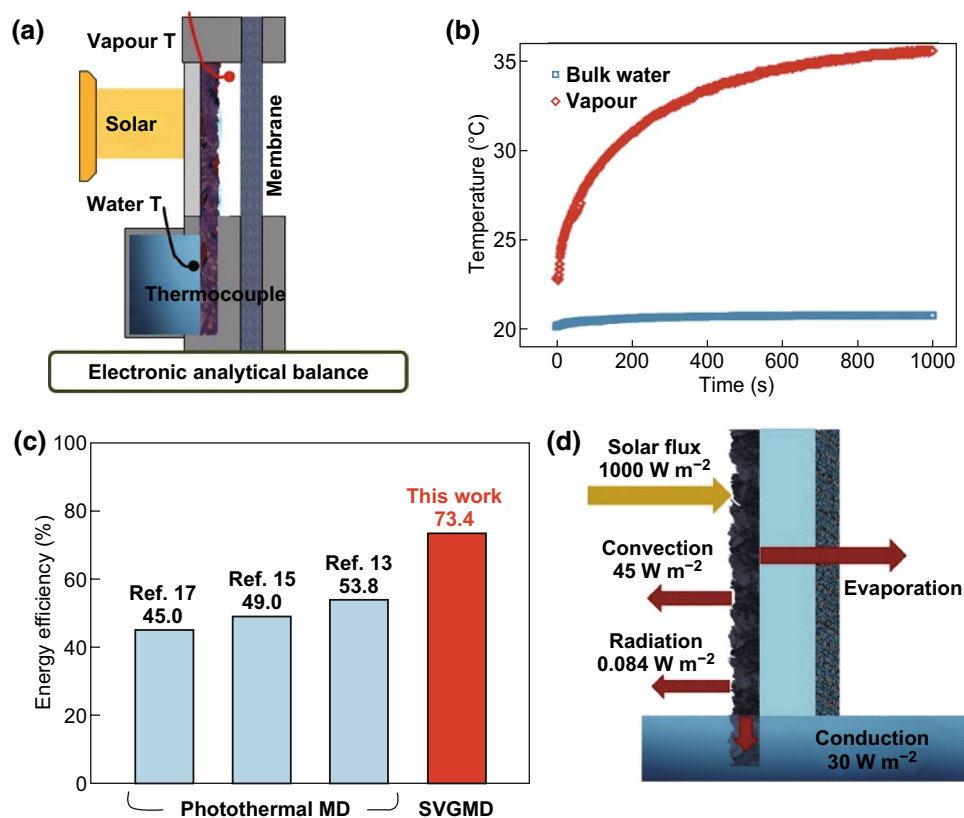 (a)
Vapour T
Solar
Membrane
Water T
Thermocouple
Electronic analytical balance
(b)
35
30
25
20
Temperature (°C)
Bulk water
Vapour
0
200
400
600
800
1000
Time (s)
(c)
100
80
60
40
20
0
Energy efficiency (%)
Ref. 17
45.0
Ref. 15
49.0
Ref. 13
53.8
This work
73.4
Photothermal MD
SVGMD
(d)
Solar flux
1000 W m⁻²
Convection
45 W m⁻²
Evaporation
Radiation
0.084 W m⁻²
Conduction
30 W m⁻²